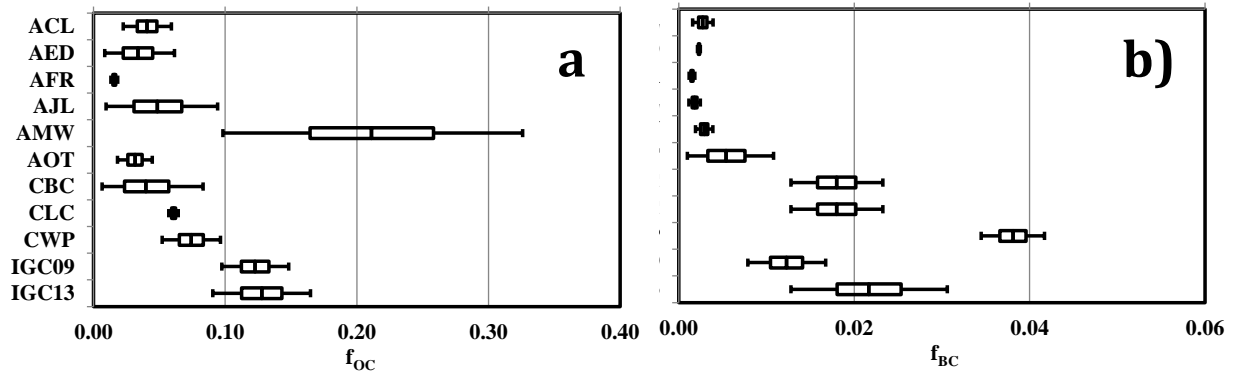 ACL
AED
AFR
AJL
AMW
AOT
CBC
CLC
CWP
IGC09
IGC13
a
0.00 0.10 0.20 0.30 0.40
fOC
b)
0.00 0.02 0.04 0.06
fBC